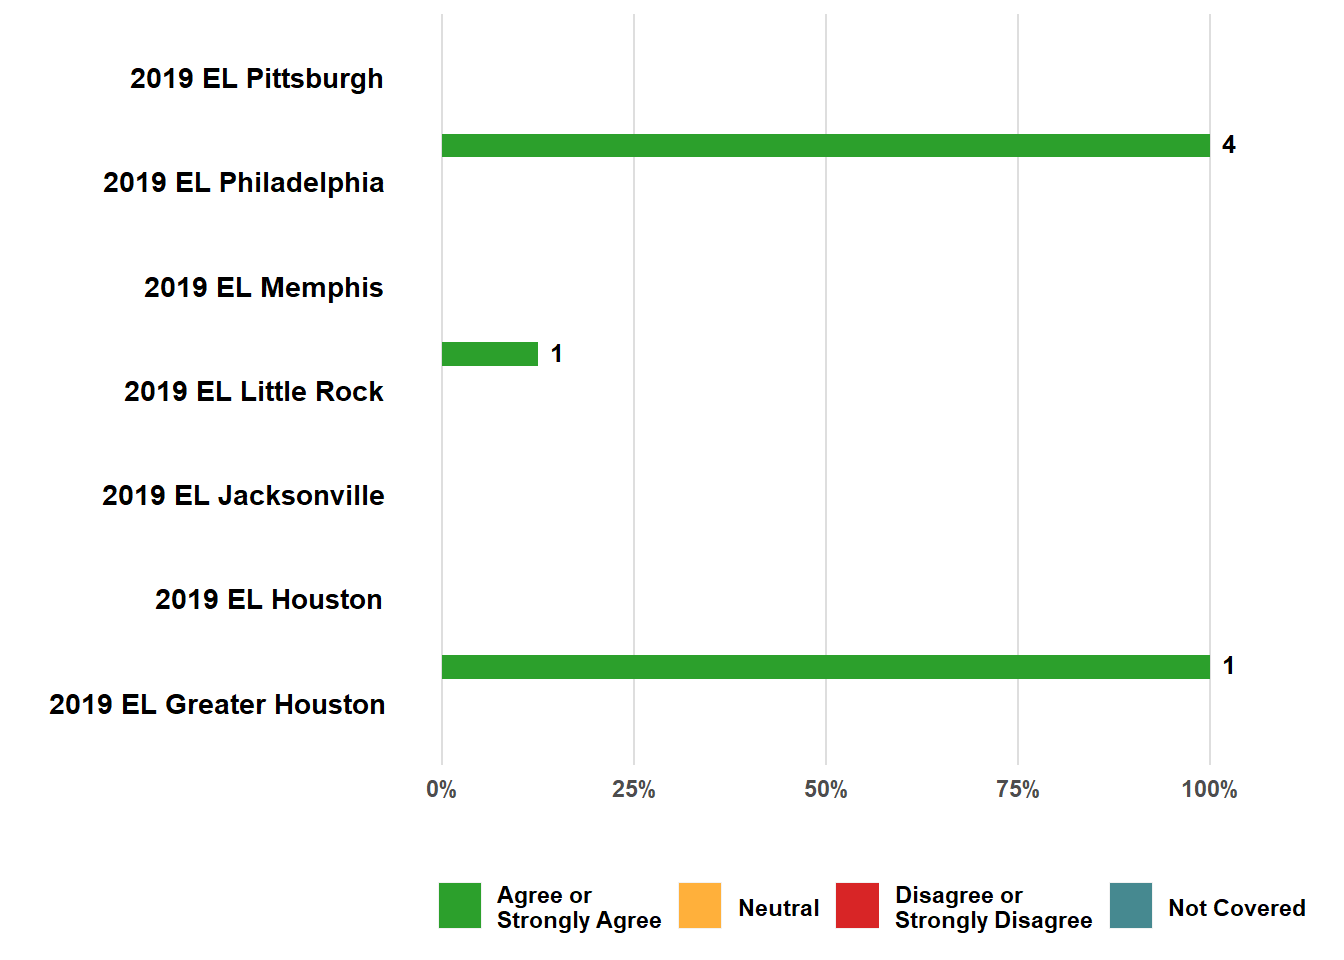 2019 EL Pittsburgh
4
2019 EL Philadelphia
2019 EL Memphis
1
2019 EL Little Rock
2019 EL Jacksonville
2019 EL Houston
1
2019 EL Greater Houston
0%
25%
50%
75%
100%
Agree or
Strongly Agree
Neutral
Disagree or
Strongly Disagree
Not Covered